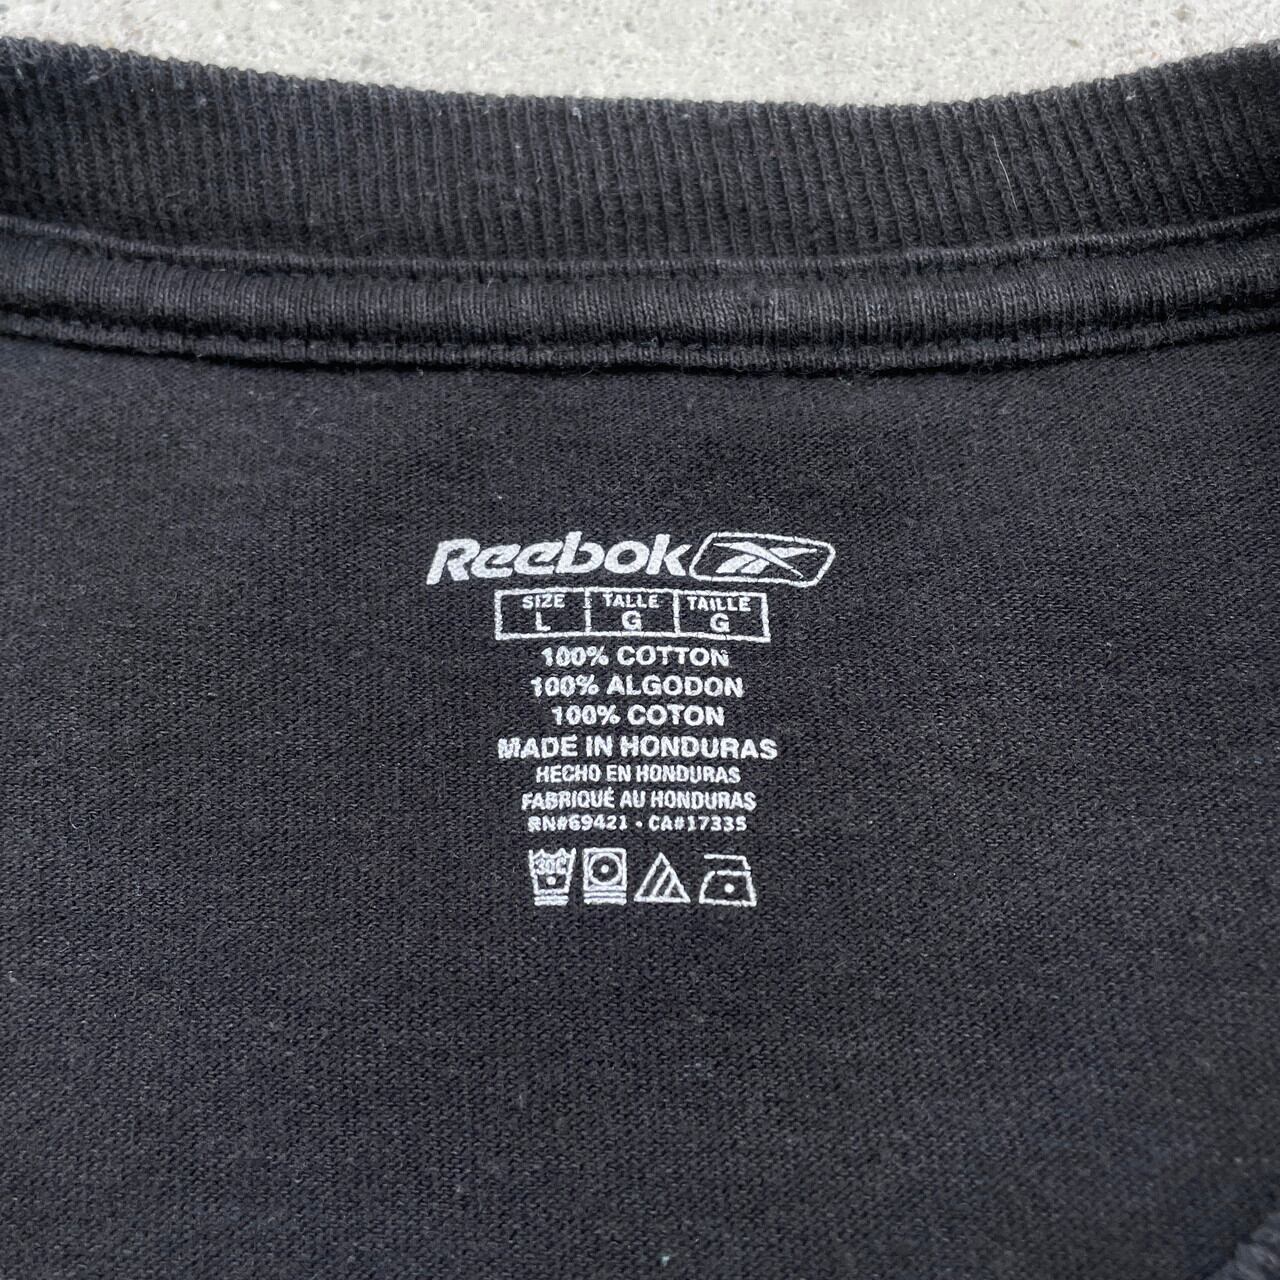 Reebok
SIZE TALLE TAILLE
L G G
100% COTTON
100% ALGODON
100% COTON
MADE IN HONDURAS
HECHO EN HONDURAS
FABRIQUÉ AU HONDURAS
RN#69421 • CA#17335
30C